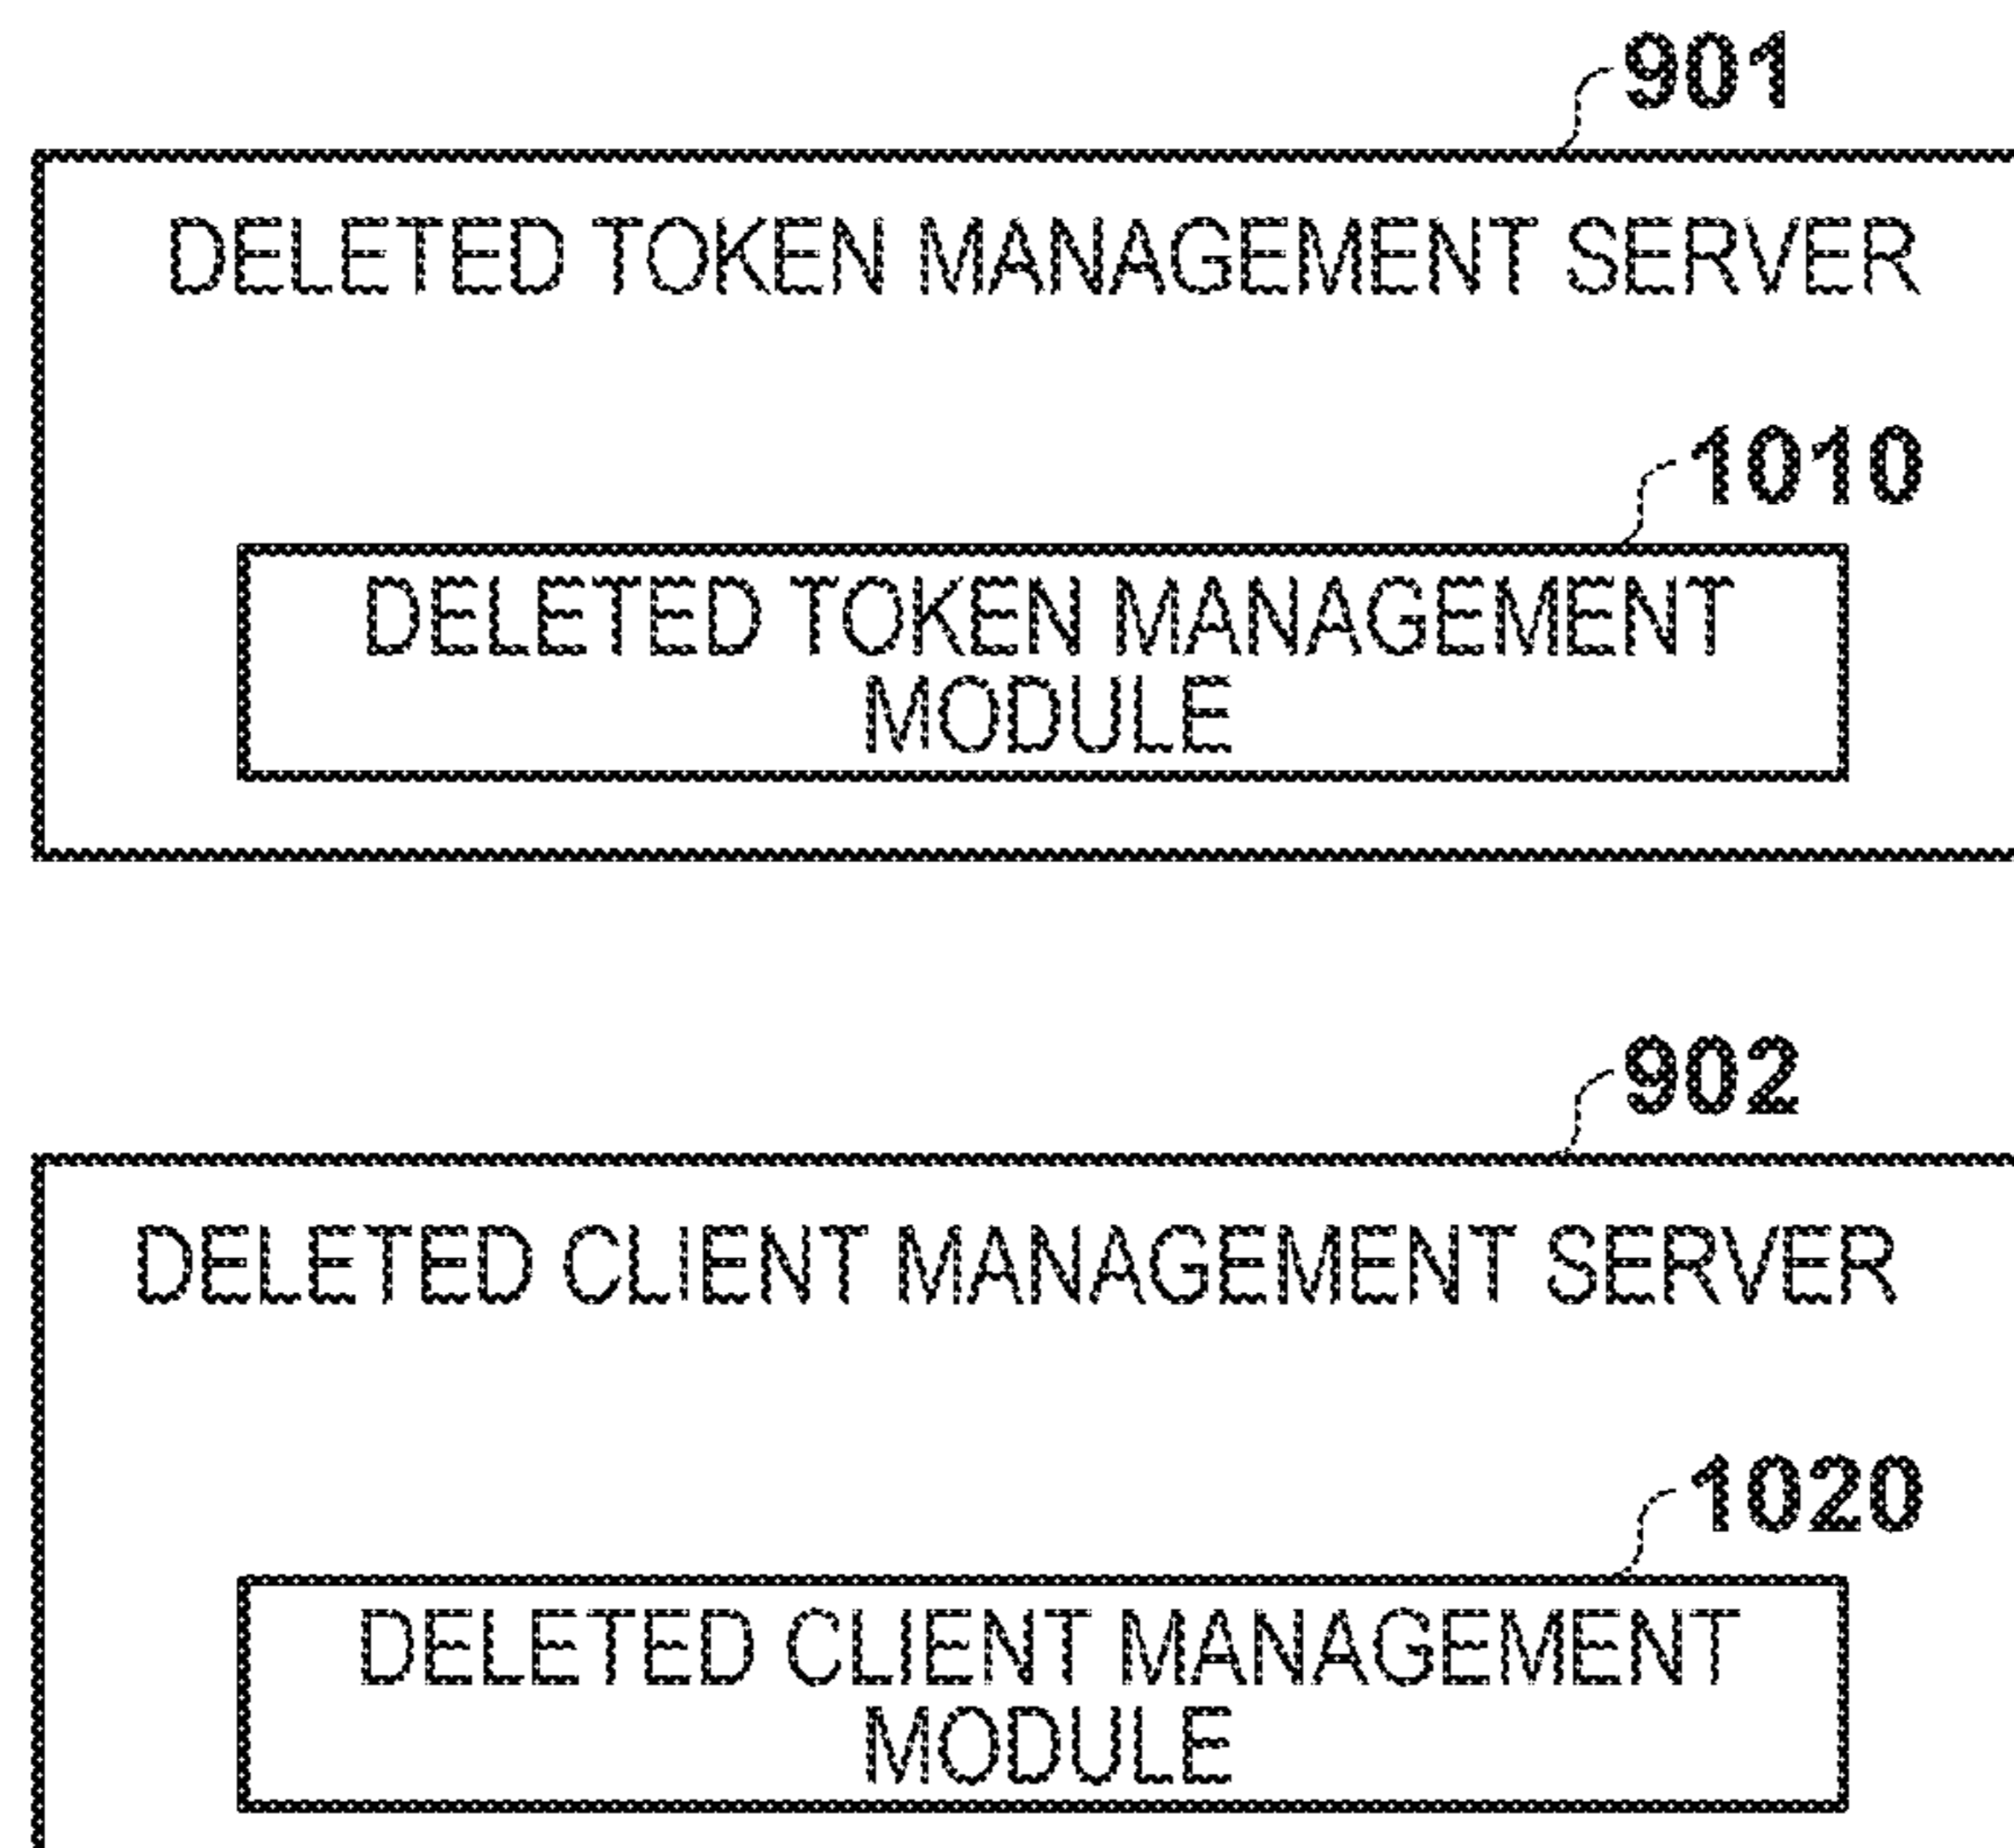 901
DELETED TOKEN MANAGEMENT SERVER
1010
DELETED TOKEN MANAGEMENT
MODULE
902
DELETED CLIENT MANAGEMENT SERVER
1020
DELETED CLIENT MANAGEMENT
MODULE